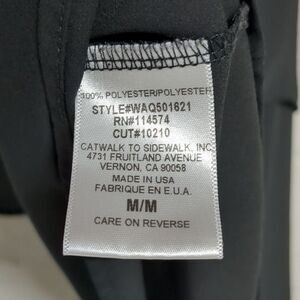 100% POLYESTER/POLYESTER
STYLE#WAQ501621
RN#114574
CUT#10210
CATWALK TO SIDEWALK, INC
4731 FRUITLAND AVENUE
VERNON, CA 90058
MADE IN USA
FABRIQUE EN E.U.A.
M/M
CARE ON REVERSE